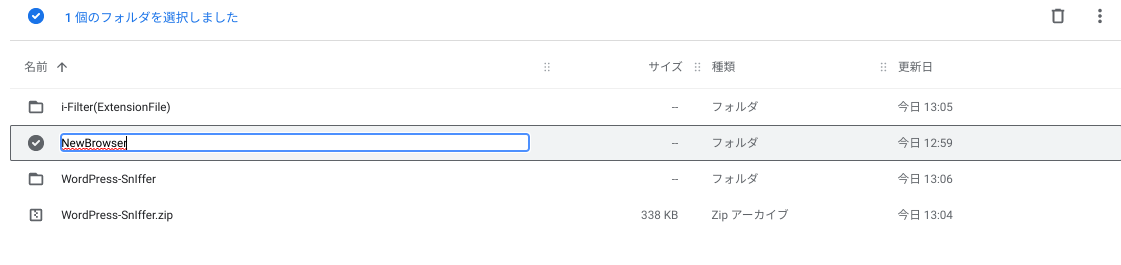 1 個のフォルダを選択しました
名前 サイズ 種類 更新日
i-Filter(ExtensionFile) -- フォルダ 今日 13:05
NewBrowser -- フォルダ 今日 12:59
WordPress-SnIffer -- フォルダ 今日 13:06
WordPress-SnIffer.zip 338 KB Zip アーカイブ 今日 13:04